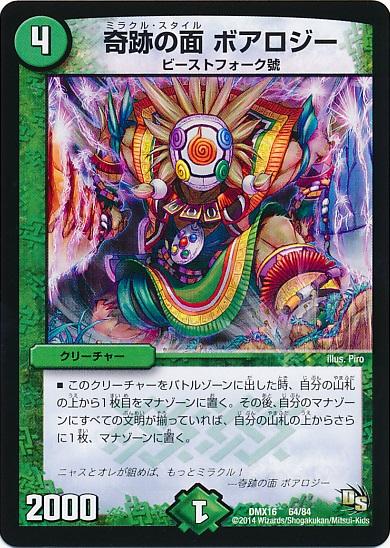 4
ミラクル・スタイル
奇跡の面 ボアロジー
ビーストフォーク號
Illus. Piro
クリーチャー
■ このクリーチャーをバトルゾーンに出した時、自分の山札
の上から1枚目をマナゾーンに置く。その後、自分のマナゾー
ンにすべての文明が揃っていれば、自分の山札の上からさら
に1枚、マナゾーンに置く。
ニャスとオレが組めば、もっとミラクル!
---奇跡の面 ボアロジー
2000
1
DS
DMX16 64/84
©2014 Wizards/Shogakukan/Mitsui-Kids